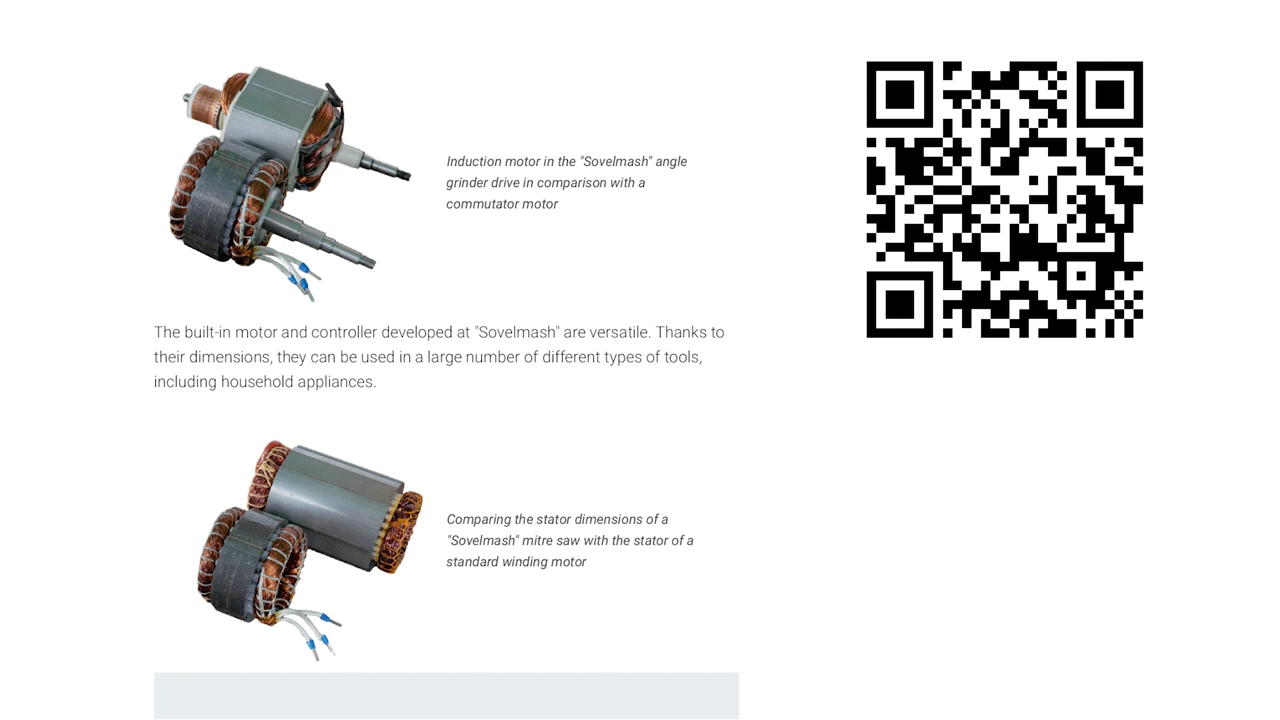 Induction motor in the "Sovelmash" angle
grinder drive in comparison with a
commutator motor
The built-in motor and controller developed at "Sovelmash" are versatile. Thanks to
their dimensions, they can be used in a large number of different types of tools,
including household appliances.
Comparing the stator dimensions of a
"Sovelmash" mitre saw with the stator of a
standard winding motor